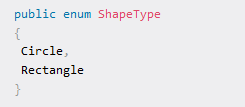 public enum ShapeType
{
Circle,
Rectangle
}